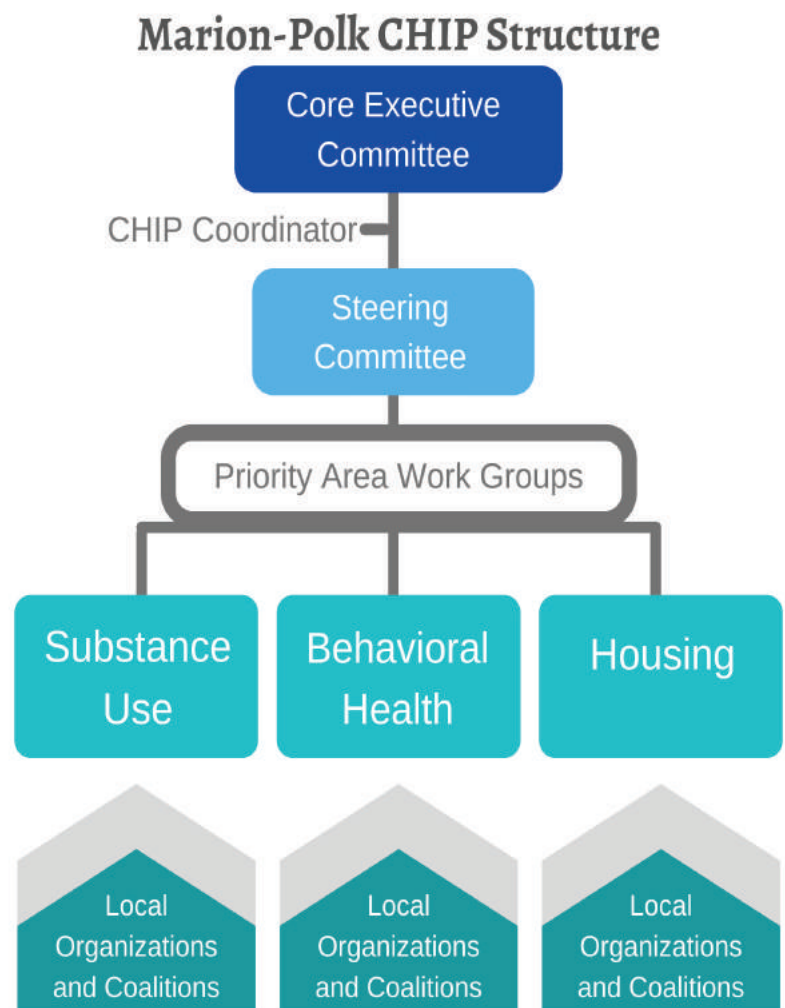 Marion-Polk CHIP Structure
Core Executive
Committee
CHIP Coordinator
Steering
Committee
Priority Area Work Groups
Substance
Use
Behavioral
Health
Housing
Local
Organizations
and Coalitions
Local
Organizations
and Coalitions
Local
Organizations
and Coalitions